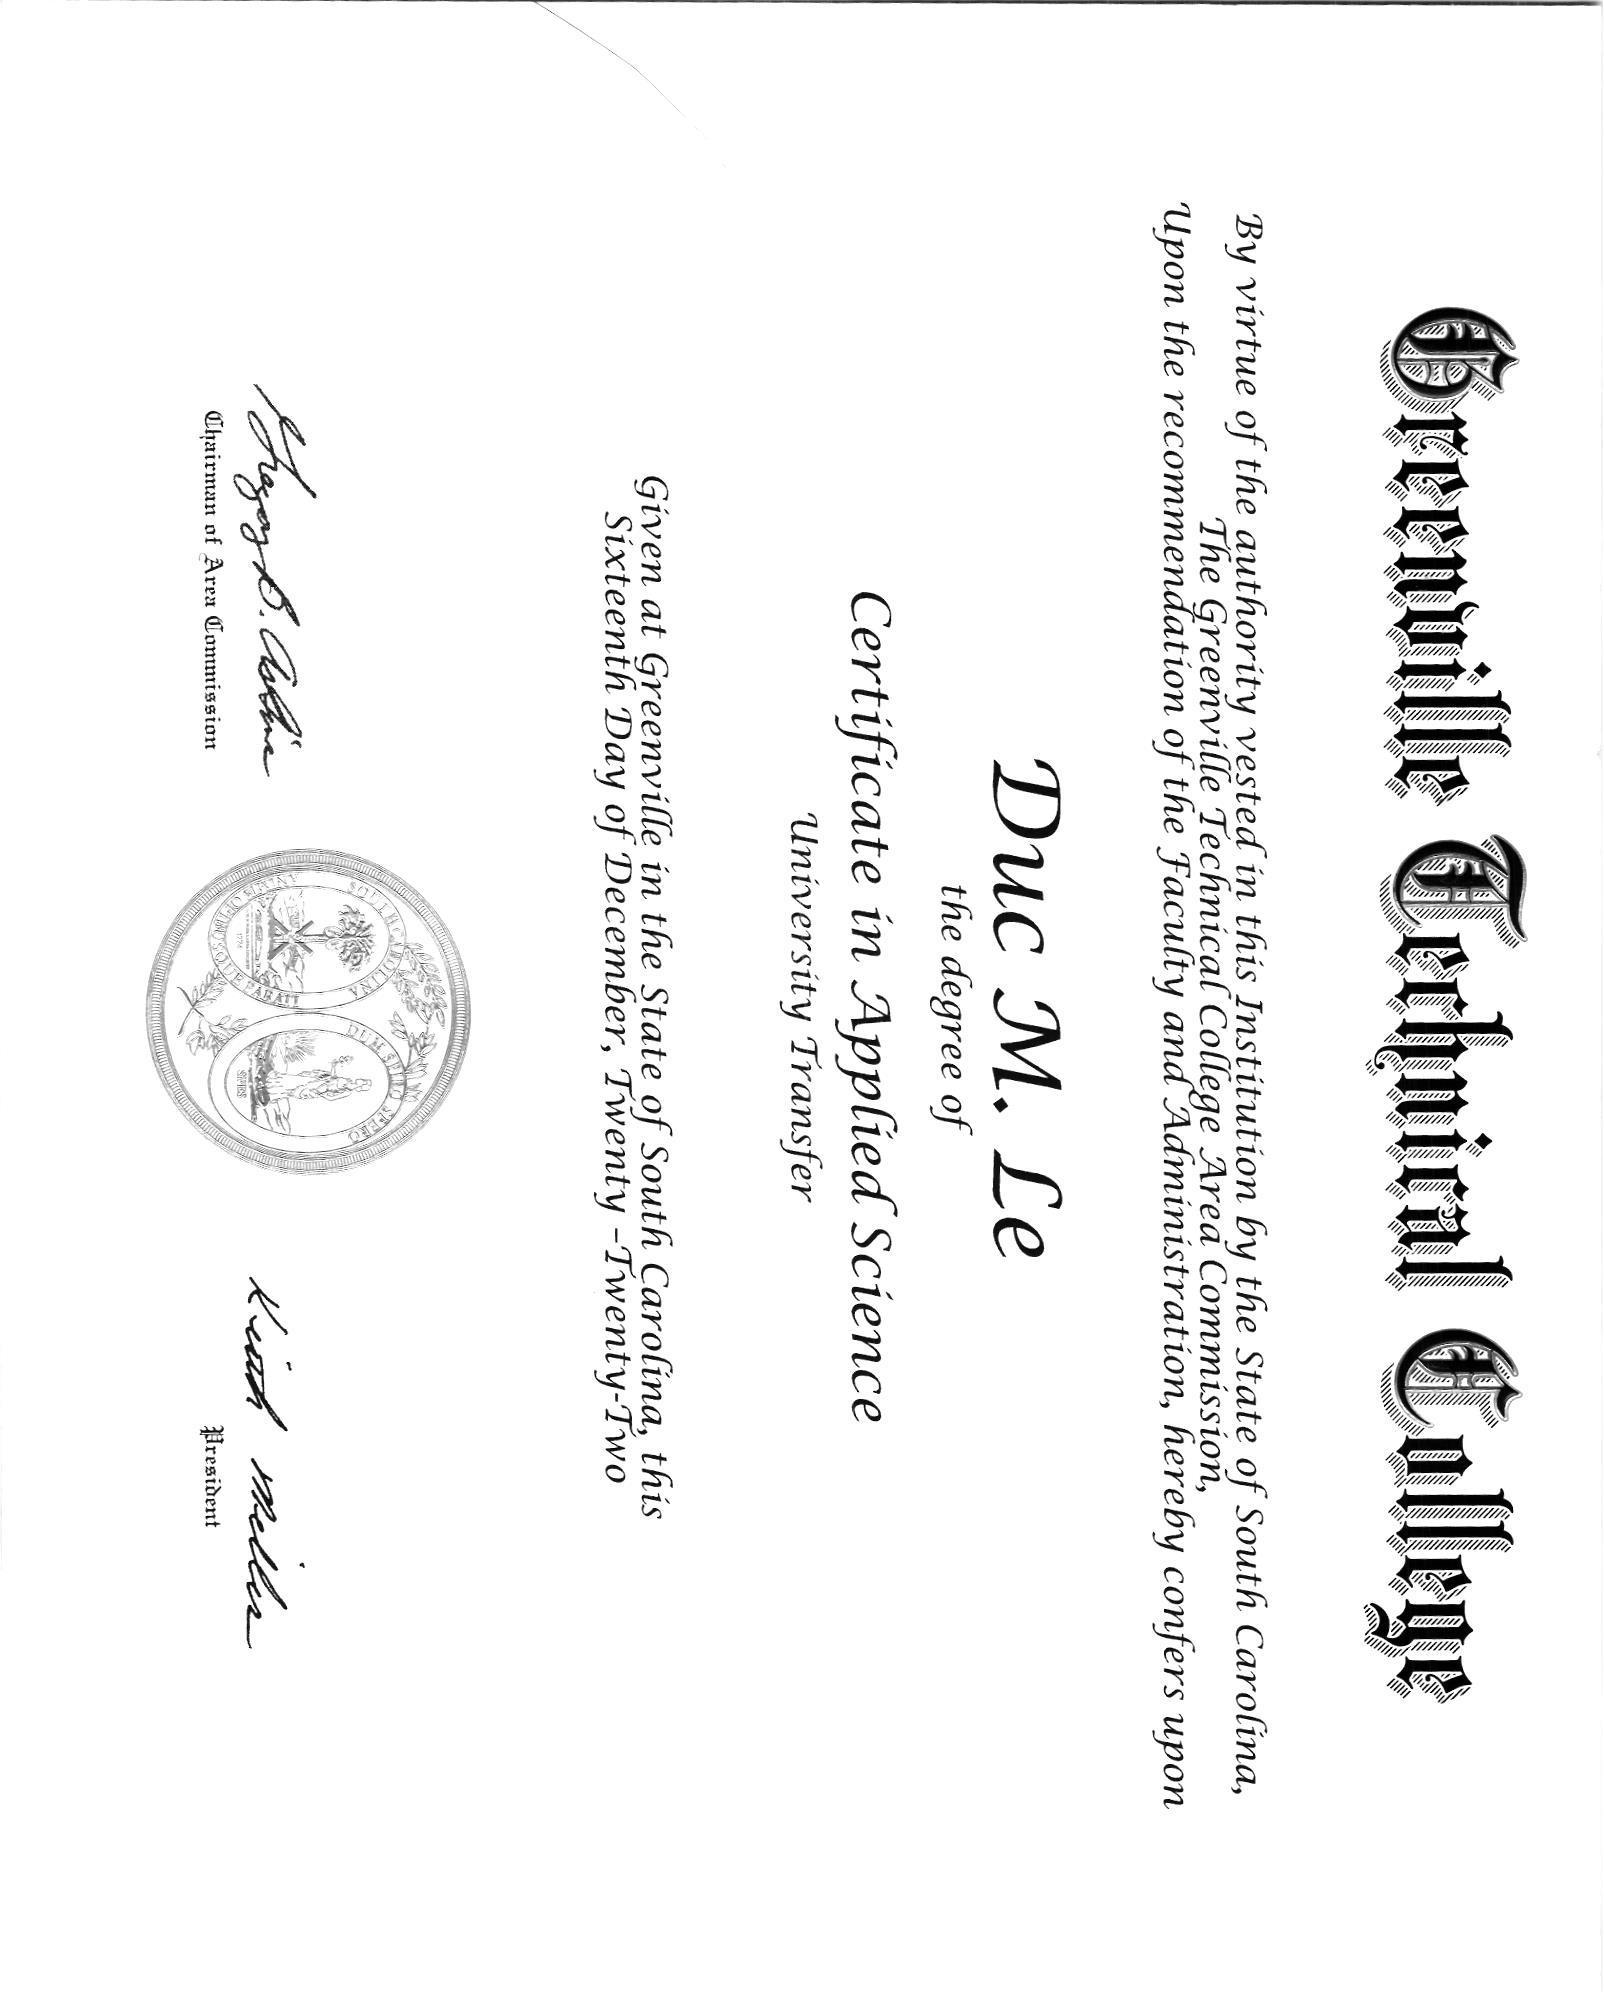 Greenville Technical College
By virtue of the authority vested in this Institution by the State of South Carolina,
The Greenville Technical College Area Commission,
Upon the recommendation of the Faculty and Administration, hereby confers upon
Duc M. Le
the degree of
Certificate in Applied Science
University Transfer
Given at Greenville in the State of South Carolina, this
Sixteenth Day of December, Twenty –Twenty-Two
SOUTH CAROLINA
ANIMIS OPIBUSQUE PARATI
DUM SPIRO SPERO
SPES
Gregory B.
Keith Miller
Chairman of Area Commission
President